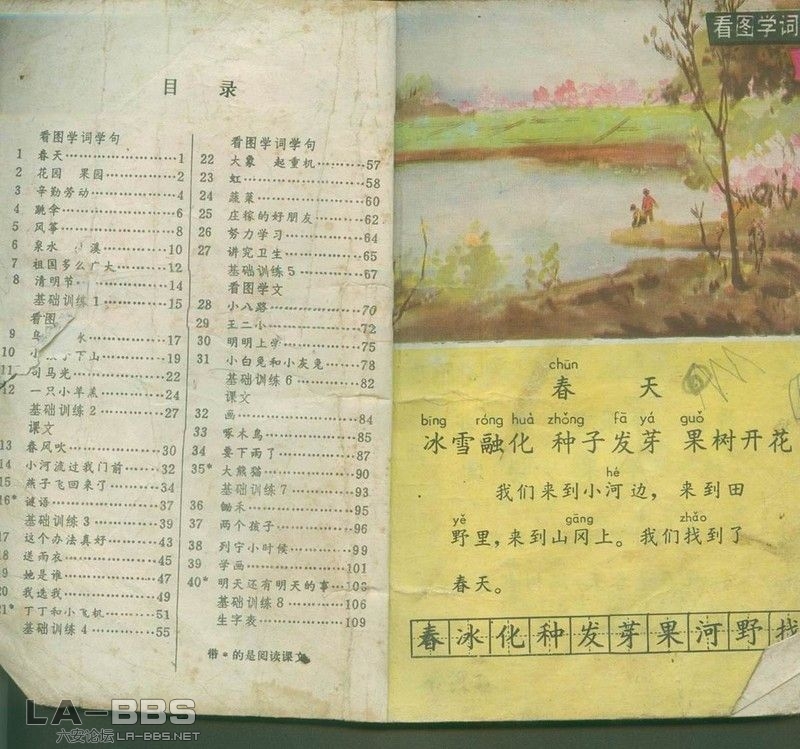 目 录
看图学词学句
1 春天……1
2 花园 果园……2
3 辛勤劳动……4
4 跳伞……6
5 风筝……8
6 泉水 溪……10
7 祖国多么广大……12
8 清明节……14
基础训练1……15
看图
9 水……17
10 小 下山……19
11 司马光……22
12 一只小羊羔……24
基础训练2……27
课文
13 春风吹……30
14 小河流过我门前……32
15 燕子飞回来了……34
16* 谜语……37
基础训练3……39
17 这个办法真好……43
18 送雨衣……45
19 她是谁……47
20 我选我……49
21* 丁丁和小飞机……51
基础训练4……55
看图学词学句
22 大象 起重机……57
23 虹……58
24 蔬菜……60
25 庄稼的好朋友……62
26 努力学习……64
27 讲究卫生……65
基础训练5……67
看图学文
28 小八路……70
29 王二小……72
30 明明上学……75
31 小白兔和小灰兔……78
基础训练6……82
课文
32 画……84
33 啄木鸟……85
34 要下雨了……87
35* 大熊猫……90
基础训练7……93
36 锄禾……95
37 两个孩子……96
38 列宁小时候……99
39 学画……101
40* 明天还有明天的事……103
基础训练8……106
生字表……109
带*的是阅读课文
看图学词
chūn
春 天
bīng róng huà zhǒng fā yá guǒ
冰雪融化 种子发芽 果树开花
hé
我们来到小河边，来到田
yě gāng zhǎo
野里，来到山冈上。我们找到了
春天。
春冰化种发芽果河野找
LA-BBS
六安论坛 LA-BBS.NET